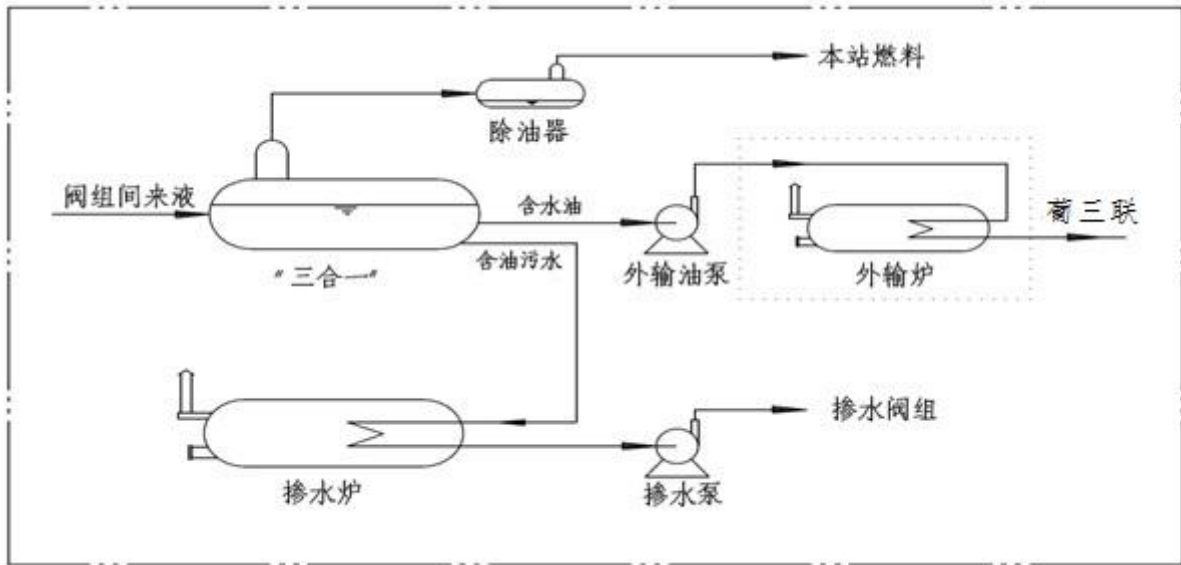 本站燃料
除油器
阀组间来液
含水油
葡三联
含油污水
"三合一"
外输油泵
外输炉
掺水阀组
掺水炉
掺水泵